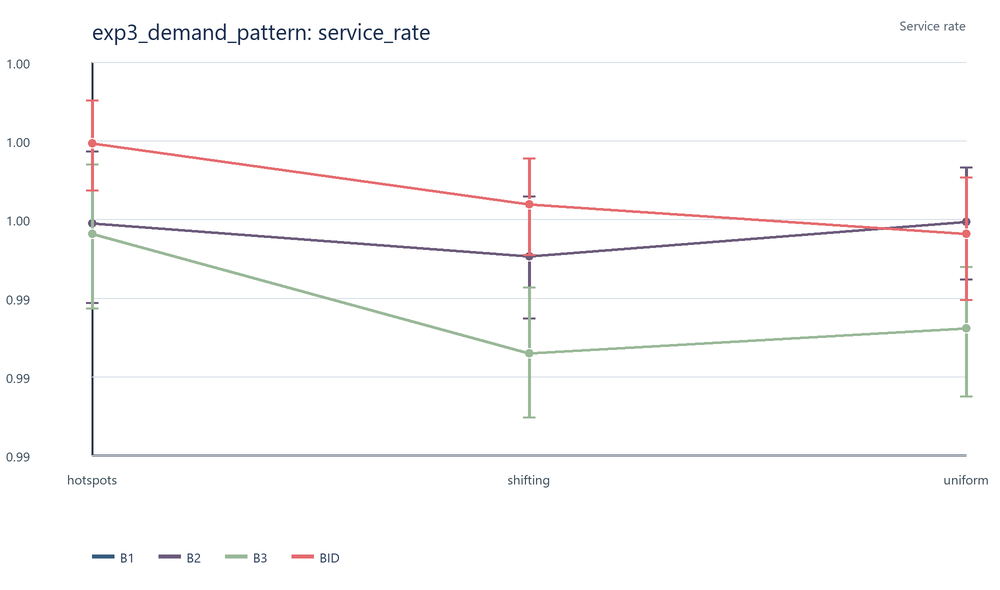 exp3_demand_pattern: service_rate
Service rate
1.00
1.00
1.00
0.99
0.99
0.99
hotspots shifting uniform
B1 B2 B3 BID